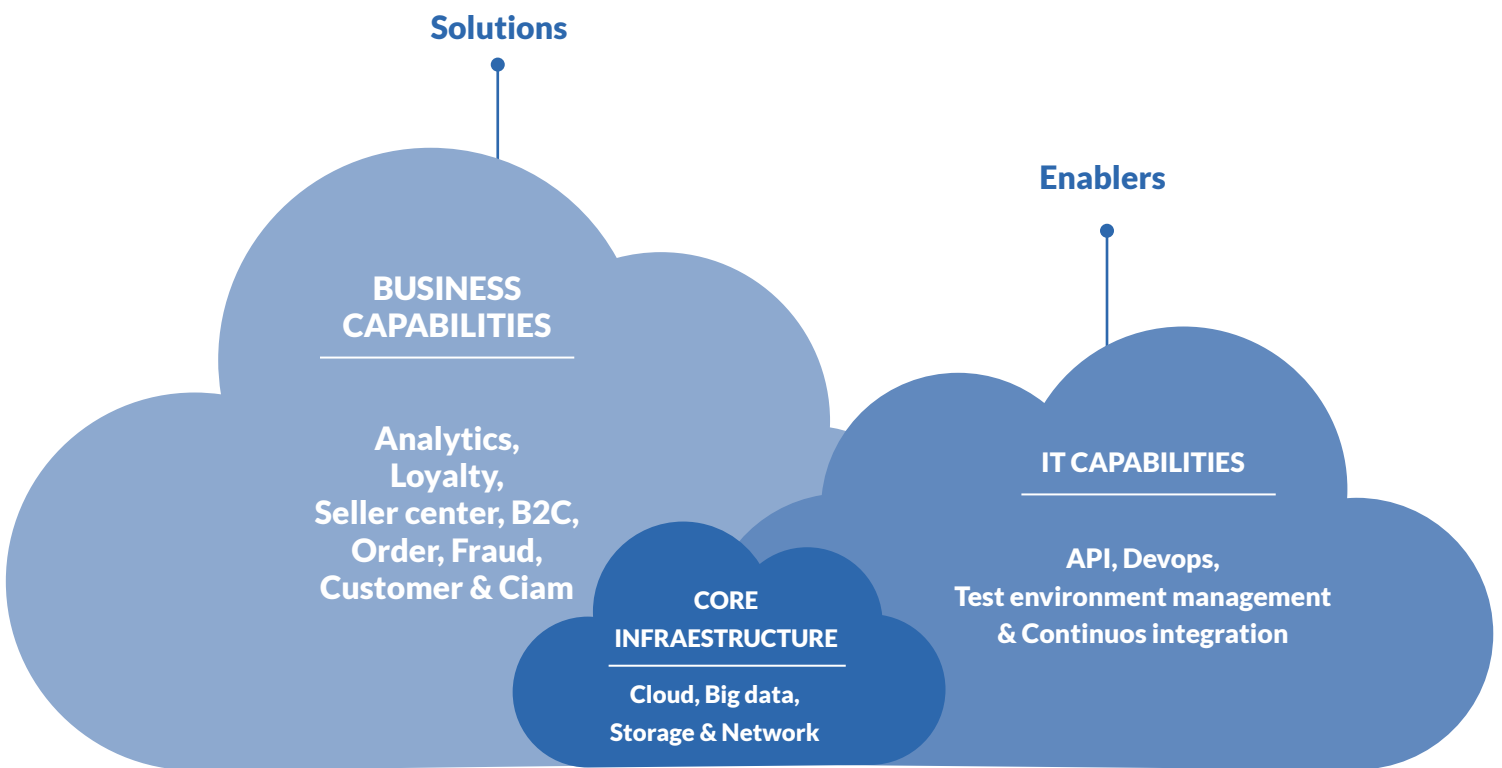 Solutions
BUSINESS
CAPABILITIES
Analytics,
Loyalty,
Seller center, B2C,
Order, Fraud,
Customer & Ciam
Enablers
IT CAPABILITIES
API, Devops,
Test environment management
& Continuos integration
CORE
INFRAESTRUCTURE
Cloud, Big data,
Storage & Network